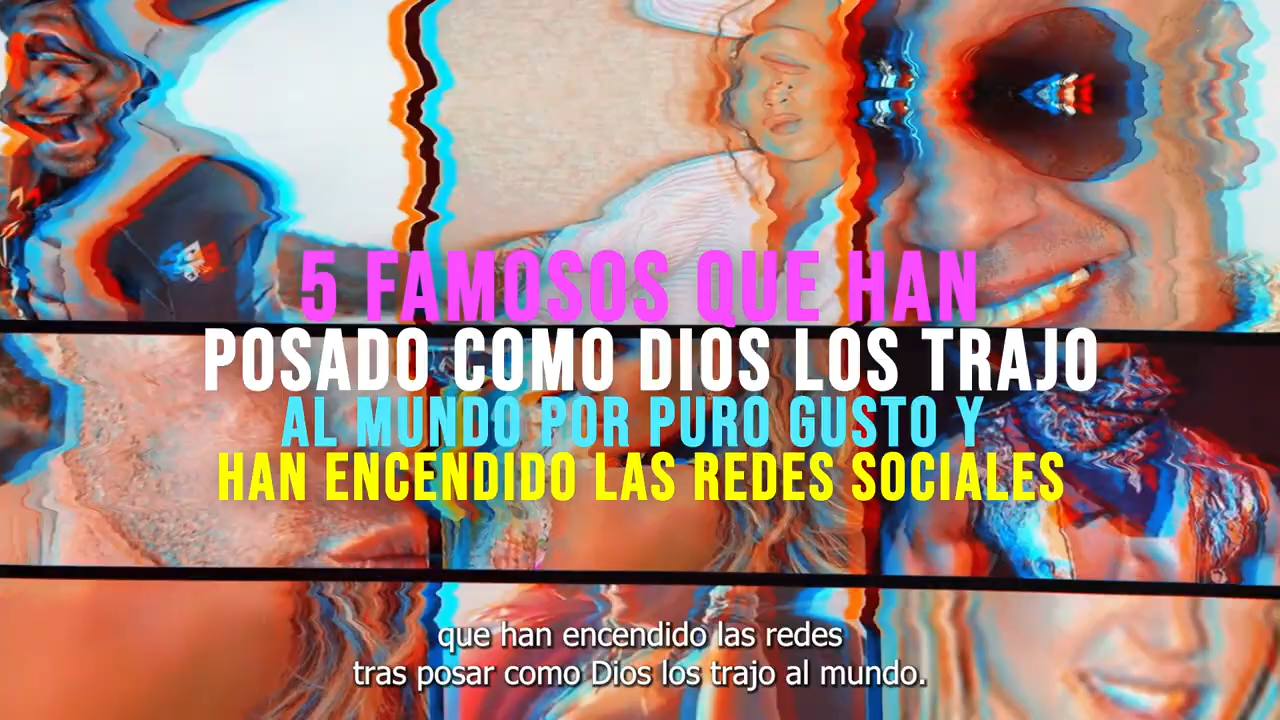 5 FAMOSOS QUE HAN
POSADO COMO DIOS LOS TRAJO
AL MUNDO POR PURO GUSTO Y
HAN ENCENDIDO LAS REDES SOCIALES
que han encendido las redes
tras posar como Dios los trajo al mundo.